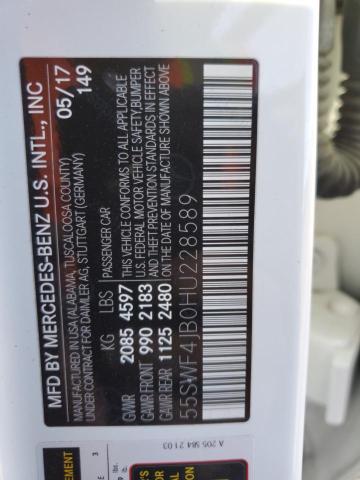 MFD BY MERCEDES-BENZ U.S. INTL., INC
MANUFACTURED IN USA (ALABAMA, TUSCALOOSA COUNTY)
UNDER CONTRACT FOR DAIMLER AG, STUTTGART (GERMANY)
05/17
149
KG LBS
GVWR 2085 4597
GAWR FRONT 990 2183
GAWR REAR 1125 2480
PASSENGER CAR
THIS VEHICLE CONFORMS TO ALL APPLICABLE
U.S. FEDERAL MOTOR VEHICLE SAFETY, BUMPER
AND THEFT PREVENTION STANDARDS IN EFFECT
ON THE DATE OF MANUFACTURE SHOWN ABOVE
55SWF4JB0HU228589
A 205 584 21 03
3
lbs.